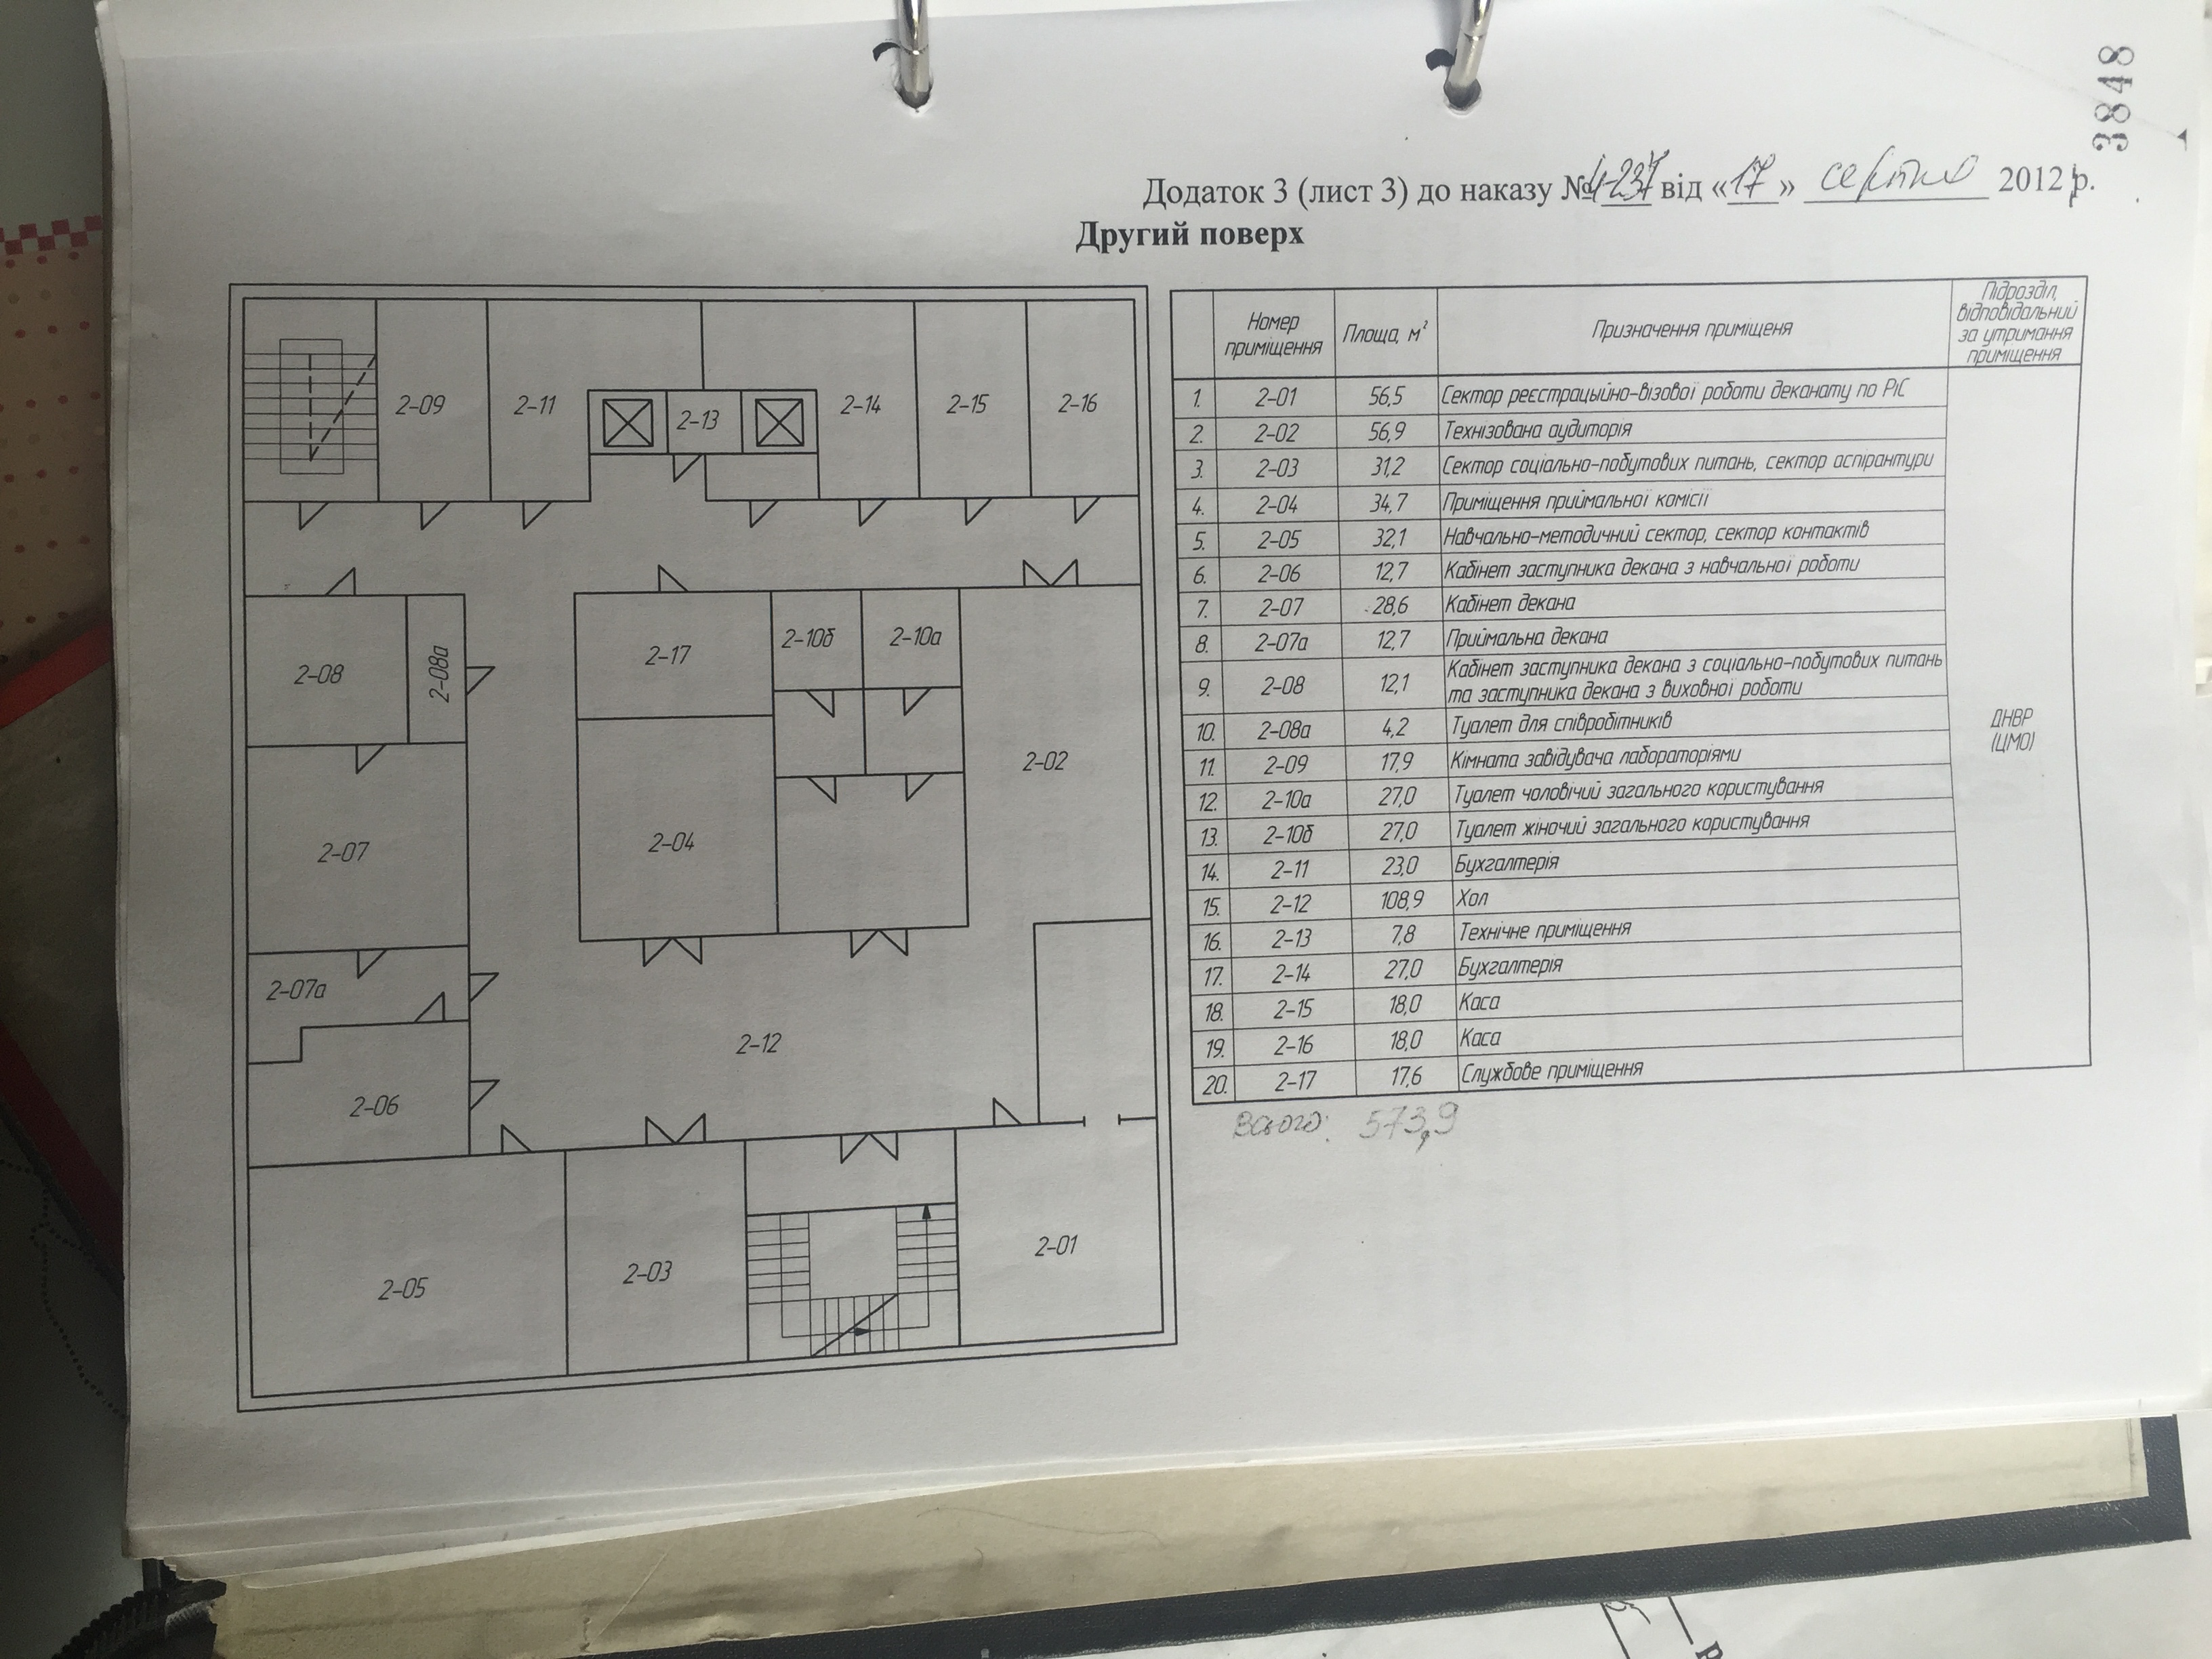 3848
Додаток 3 (лист 3) до наказу №4-237 від «17» серпня 2012 р.
Другий поверх
2-09
2-11
2-13
2-14
2-15
2-16
2-08
2-08а
2-17
2-10б
2-10а
2-02
2-07
2-04
2-07а
2-12
2-06
2-05
2-03
2-01
Номер приміщення Площа, м² Призначення приміщеня Підрозділ, відповідальний за утримання приміщення
1. 2-01 56,5 Сектор реєстрацыйно-візової роботи деканату по РіС
2. 2-02 56,9 Технізована аудиторія
3. 2-03 31,2 Сектор соціально-побутових питань, сектор аспірантури
4. 2-04 34,7 Приміщення приймальної комісії
5. 2-05 32,1 Навчально-методичний сектор, сектор контактів
6. 2-06 12,7 Кабінет заступника декана з навчальної роботи
7. 2-07 28,6 Кабінет декана
8. 2-07а 12,7 Приймальна декана
9. 2-08 12,1 Кабінет заступника декана з соціально-побутових питань
та заступника декана з виховної роботи
10. 2-08а 4,2 Туалет для співробітників
11. 2-09 17,9 Кімната завідувача лабораторіями
12. 2-10а 27,0 Туалет чоловічий загального користування
13. 2-10б 27,0 Туалет жіночий загального користування
14. 2-11 23,0 Бухгалтерія
15. 2-12 108,9 Хол
16. 2-13 7,8 Технічне приміщення
17. 2-14 27,0 Бухгалтерія
18. 2-15 18,0 Каса
19. 2-16 18,0 Каса
20. 2-17 17,6 Службове приміщення
ДНВР
(ЦМО)
Всього: 573,9